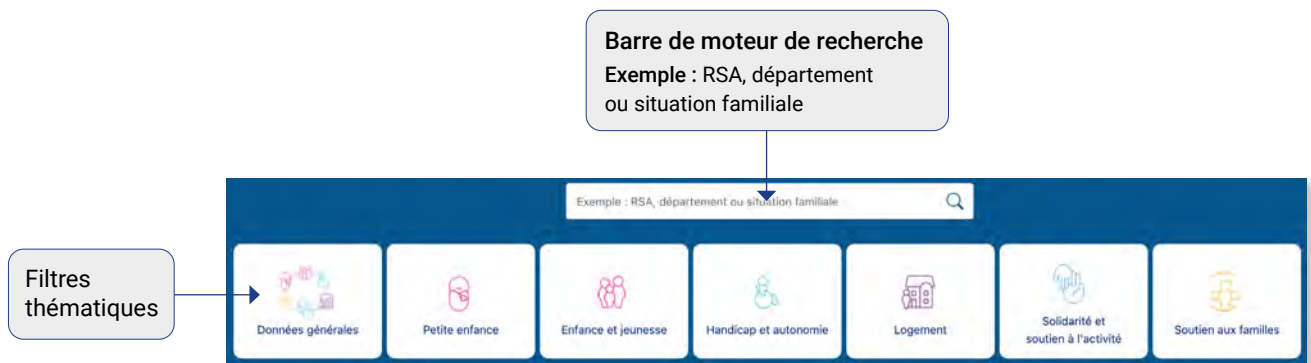 Barre de moteur de recherche
Exemple : RSA, département
ou situation familiale
Exemple : RSA, département ou situation familiale
Filtres
thématiques
Données générales
Petite enfance
Enfance et jeunesse
Handicap et autonomie
Logement
Solidarité et
soutien à l'activité
Soutien aux familles